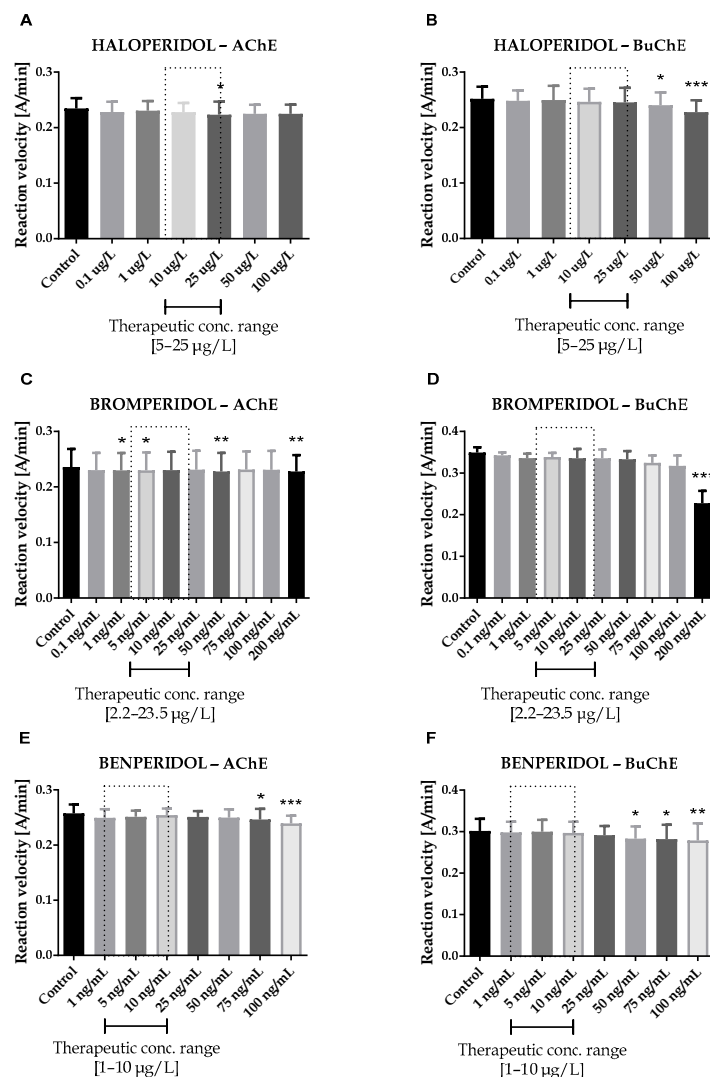 A
HALOPERIDOL – AChE
Reaction velocity [A/min]
0.3
0.2
0.1
0.0
*
Control
0.1 ug/L
1 ug/L
10 ug/L
25 ug/L
50 ug/L
100 ug/L
Therapeutic conc. range
[5–25 µg/L]
B
HALOPERIDOL – BuChE
Reaction velocity [A/min]
0.3
0.2
0.1
0.0
*
***
Control
0.1 ug/L
1 ug/L
10 ug/L
25 ug/L
50 ug/L
100 ug/L
Therapeutic conc. range
[5–25 µg/L]
C
BROMPERIDOL – AChE
Reaction velocity [A/min]
0.3
0.2
0.1
0.0
*
*
**
**
Control
0.1 ng/mL
1 ng/mL
5 ng/mL
10 ng/mL
25 ng/mL
50 ng/mL
75 ng/mL
100 ng/mL
200 ng/mL
Therapeutic conc. range
[2.2–23.5 µg/L]
D
BROMPERIDOL – BuChE
Reaction velocity [A/min]
0.4
0.3
0.2
0.1
0.0
***
Control
0.1 ng/mL
1 ng/mL
5 ng/mL
10 ng/mL
25 ng/mL
50 ng/mL
75 ng/mL
100 ng/mL
200 ng/mL
Therapeutic conc. range
[2.2–23.5 µg/L]
E
BENPERIDOL – AChE
Reaction velocity [A/min]
0.3
0.2
0.1
0.0
*
***
Control
1 ng/mL
5 ng/mL
10 ng/mL
25 ng/mL
50 ng/mL
75 ng/mL
100 ng/mL
Therapeutic conc. range
[1–10 µg/L]
F
BENPERIDOL – BuChE
Reaction velocity [A/min]
0.4
0.3
0.2
0.1
0.0
*
*
**
Control
1 ng/mL
5 ng/mL
10 ng/mL
25 ng/mL
50 ng/mL
75 ng/mL
100 ng/mL
Therapeutic conc. range
[1–10 µg/L]